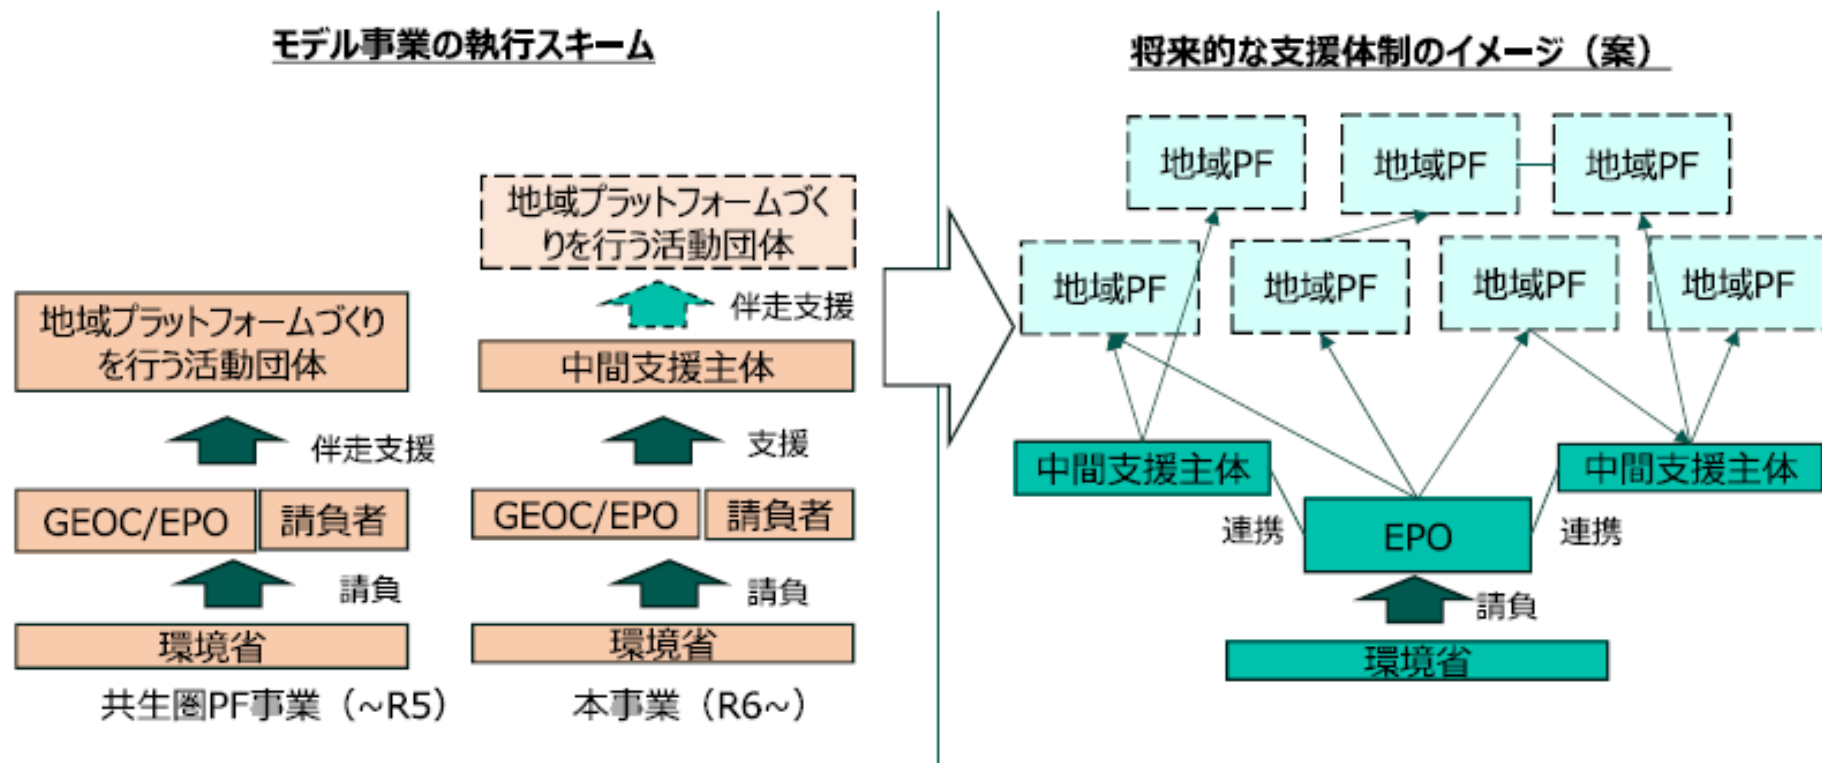 モデル事業の執行スキーム
地域プラットフォームづくり
を行う活動団体
伴走支援
GEOC/EPO
請負者
請負
環境省
共生圏PF事業（~R5）
地域プラットフォームづく
りを行う活動団体
伴走支援
中間支援主体
支援
GEOC/EPO
請負者
請負
環境省
本事業（R6~）
将来的な支援体制のイメージ（案）
地域PF
地域PF
地域PF
地域PF
地域PF
地域PF
地域PF
中間支援主体
中間支援主体
連携
EPO
連携
請負
環境省